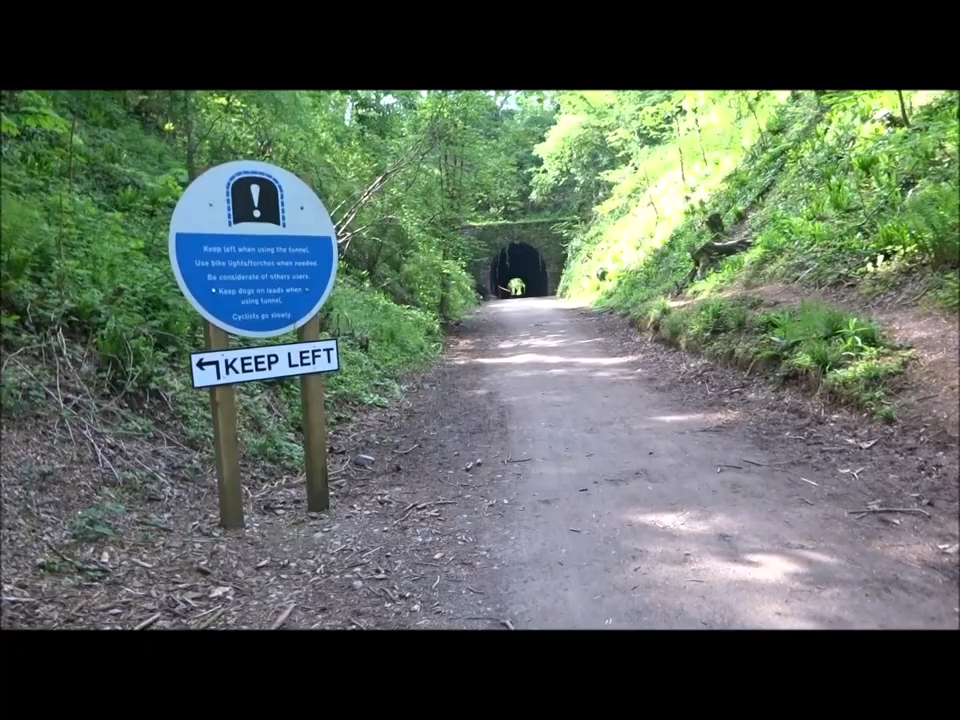 !
Keep left when using the tunnel.
Use bike lights/torches when needed.
Be considerate of others users.
Keep dogs on leads when
using tunnel.
Cyclists go slowly.
KEEP LEFT